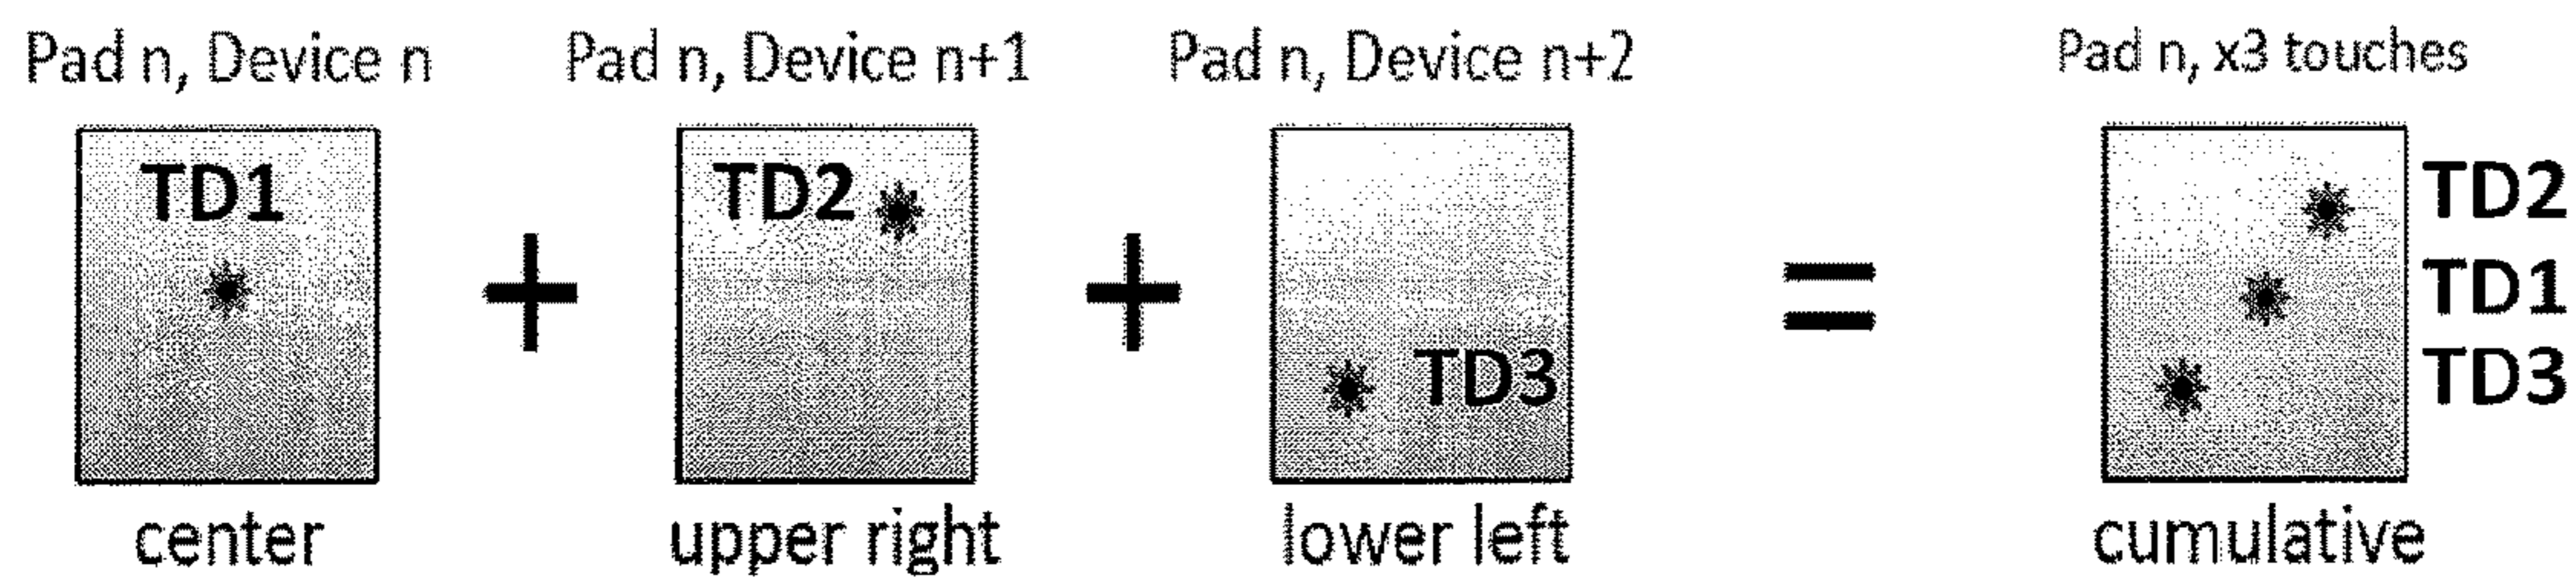 Pad n, Device n
Pad n, Device n+1
Pad n, Device n+2
Pad n, x3 touches
TD1
+
TD2
+
TD3
=
TD2
TD1
TD3
center
upper right
lower left
cumulative